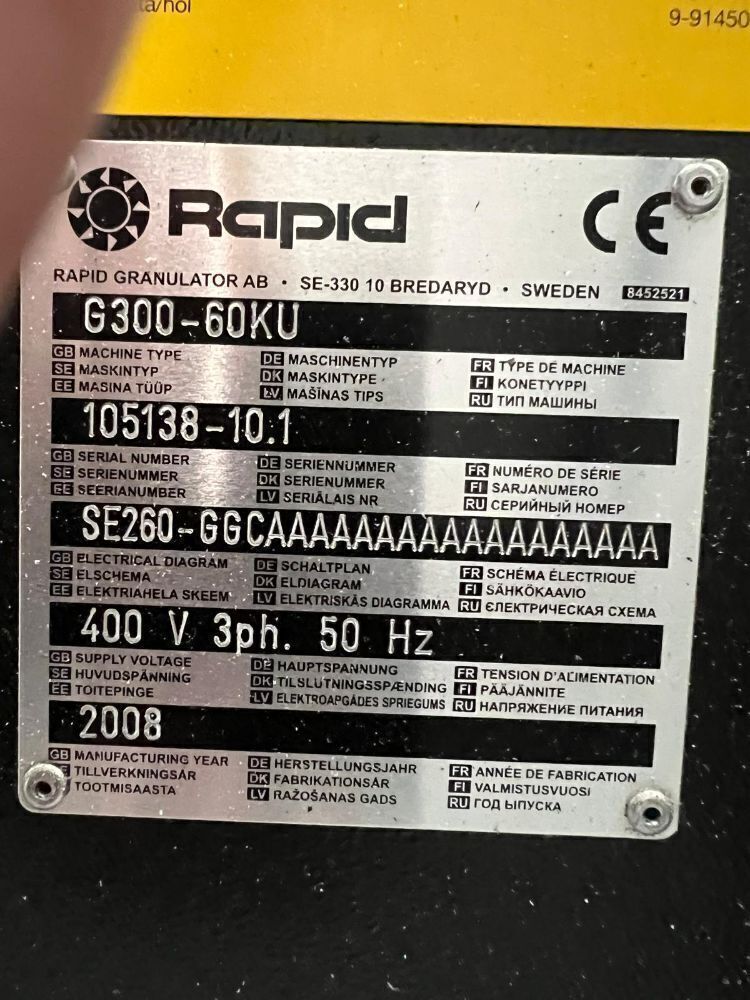 ta/hol
9-91450
Rapid CE
RAPID GRANULATOR AB • SE-330 10 BREDARYD • SWEDEN 8452521
G300-60KU
GB MACHINE TYPE DE MASCHINENTYP FR TYPE DE MACHINE
SE MASKINTYP DK MASKINTYPE FI KONETYYPPI
EE MASINA TÜÜP LV MAŠĪNAS TIPS RU ТИП МАШИНЫ
105138-10.1
GB SERIAL NUMBER DE SERIENNUMMER FR NUMÉRO DE SÉRIE
SE SERIENUMMER DK SERIENUMMER FI SARJANUMERO
EE SEERIANUMBER LV SERIĀLAIS NR RU СЕРИЙНЫЙ НОМЕР
SE260-GGCAAAAAAAAAAAAAAAAAAA
GB ELECTRICAL DIAGRAM DE SCHALTPLAN FR SCHÉMA ÉLECTRIQUE
SE ELSCHEMA DK ELDIAGRAM FI SÄHKÖKAAVIO
EE ELEKTRIAHELA SKEEM LV ELEKTRISKĀS DIAGRAMMA RU ЄЛЕКТРИЧЕСКАЯ СХЕМА
400 V 3ph. 50 Hz
GB SUPPLY VOLTAGE DE HAUPTSPANNUNG FR TENSION D'ALIMENTATION
SE HUVUDSPÄNNING DK TILSLUTNINGSSPÆNDING FI PÄÄJÄNNITE
EE TOITEPINGE LV ELEKTROAPGĀDES SPRIEGUMS RU НАПРЯЖЕНИЕ ПИТАНИЯ
2008
GB MANUFACTURING YEAR DE HERSTELLUNGSJAHR FR ANNÉE DE FABRICATION
TILLVERKNINGSÅR DK FABRIKATIONSÅR FI VALMISTUSVUOSI
TOOTMISAASTA LV RAŽOŠANAS GADS RU ГОД ЫПУСКА